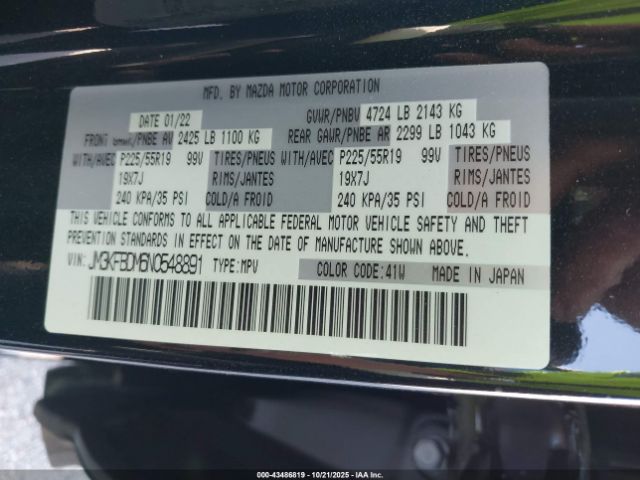 MFD. BY MAZDA MOTOR CORPORATION
DATE 01/22 GVWR/PNBV 4724 LB 2143 KG
FRONT GAWR/PNBE AV 2425 LB 1100 KG REAR GAWR/PNBE AR 2299 LB 1043 KG
WITH/AVEC P225/55R19 99V TIRES/PNEUS WITH/AVEC P225/55R19 99V TIRES/PNEUS
19X7J RIMS/JANTES 19X7J RIMS/JANTES
240 KPA/35 PSI COLD/A FROID 240 KPA/35 PSI COLD/A FROID
THIS VEHICLE CONFORMS TO ALL APPLICABLE FEDERAL MOTOR VEHICLE SAFETY AND THEFT
PREVENTION STANDARDS IN EFFECT ON THE DATE OF MANUFACTURE SHOWN ABOVE.
VIN: JM3KFBDM6N0548891 TYPE: MPV COLOR CODE: 41W MADE IN JAPAN
000-43486819 - 10/21/2025 - IAAI.com